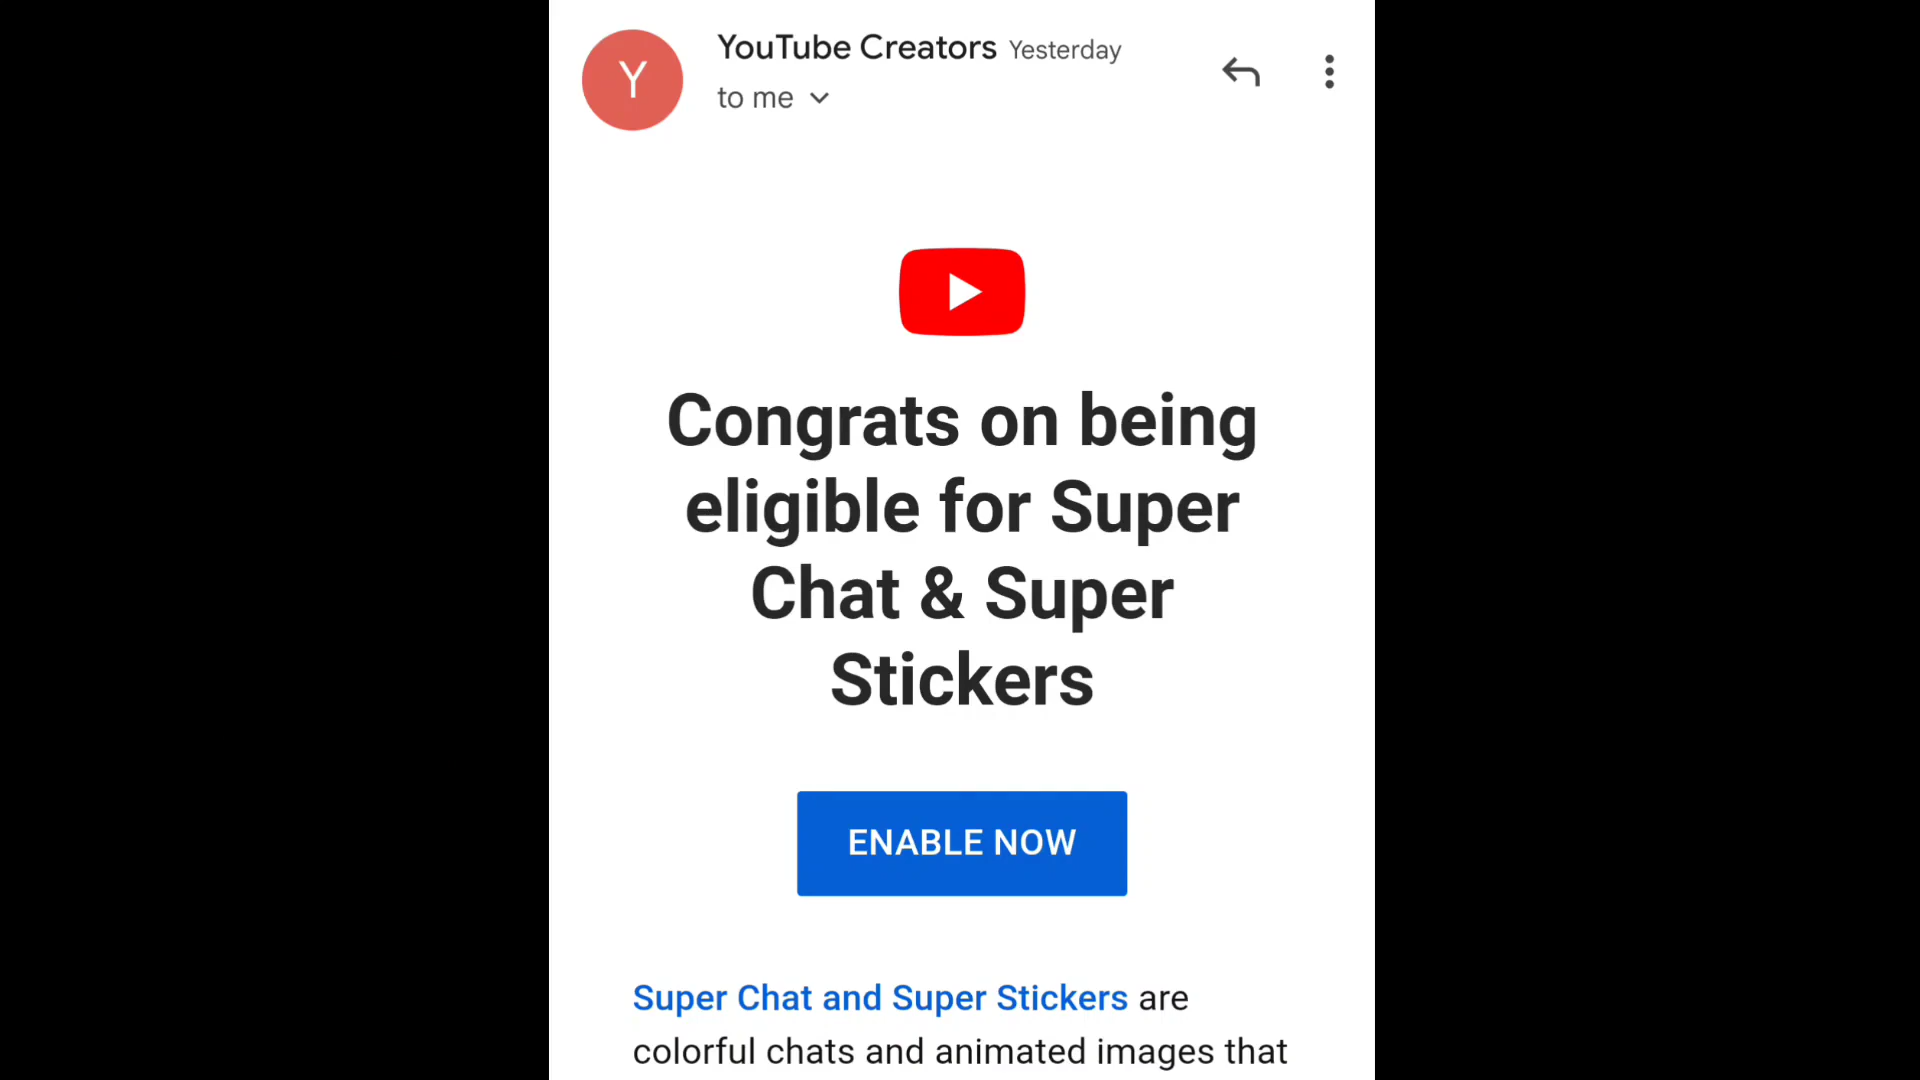 Y
YouTube Creators Yesterday
to me
Congrats on being
eligible for Super
Chat & Super
Stickers
ENABLE NOW
Super Chat and Super Stickers are
colorful chats and animated images that